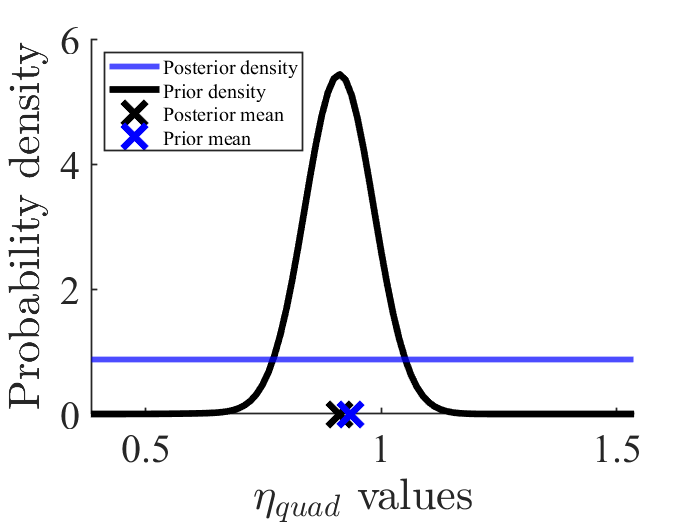 6
Posterior density
Prior density
Posterior mean
Prior mean
4
2
0
Probability density
0.5 1 1.5
η_quad values